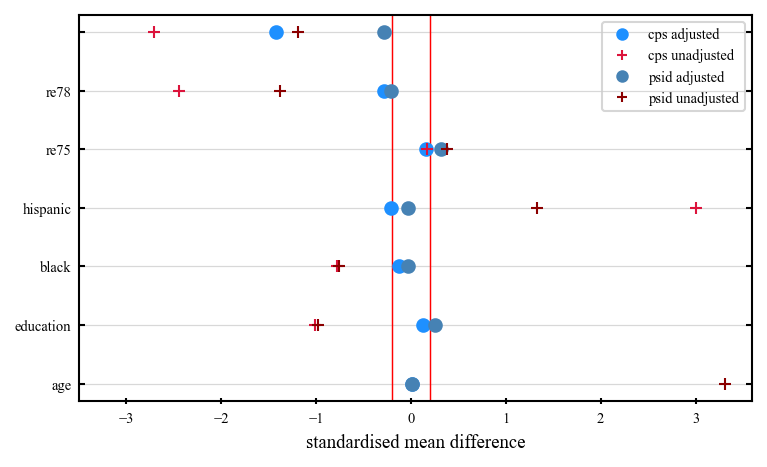 cps adjusted
cps unadjusted
psid adjusted
psid unadjusted
re78
re75
hispanic
black
education
age
−3 −2 −1 0 1 2 3
standardised mean difference